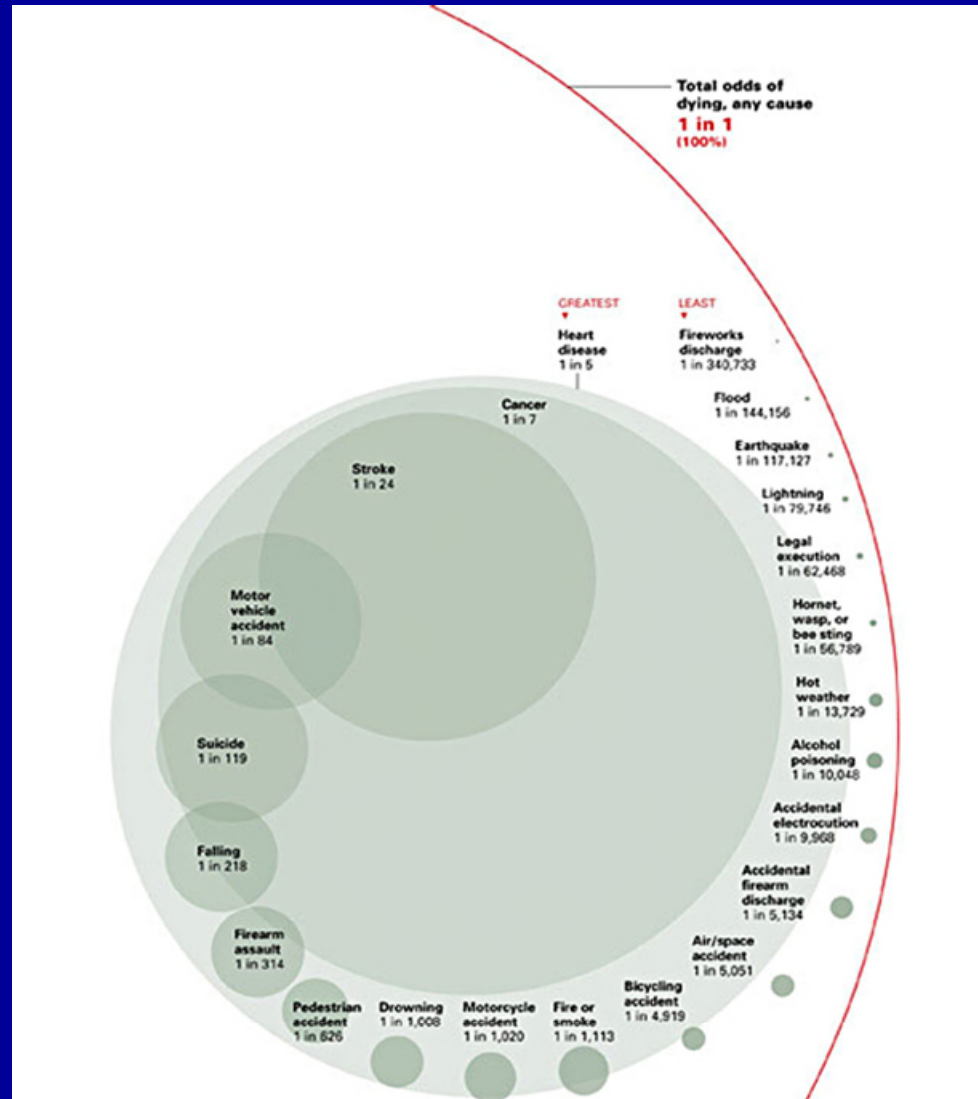 Total odds of
dying, any cause
1 in 1
(100%)
GREATEST
Heart
disease
1 in 5
LEAST
Fireworks
discharge
1 in 340,733
Flood
1 in 144,156
Earthquake
1 in 117,127
Lightning
1 in 79,746
Legal
execution
1 in 62,468
Hornet,
wasp, or
bee sting
1 in 56,789
Hot
weather
1 in 13,729
Alcohol
poisoning
1 in 10,048
Accidental
electrocution
1 in 9,968
Accidental
firearm
discharge
1 in 5,134
Air/space
accident
1 in 5,051
Bicycling
accident
1 in 4,919
Fire or
smoke
1 in 1,113
Motorcycle
accident
1 in 1,020
Drowning
1 in 1,008
Pedestrian
accident
1 in 626
Firearm
assault
1 in 314
Falling
1 in 218
Suicide
1 in 119
Motor
vehicle
accident
1 in 84
Stroke
1 in 24
Cancer
1 in 7